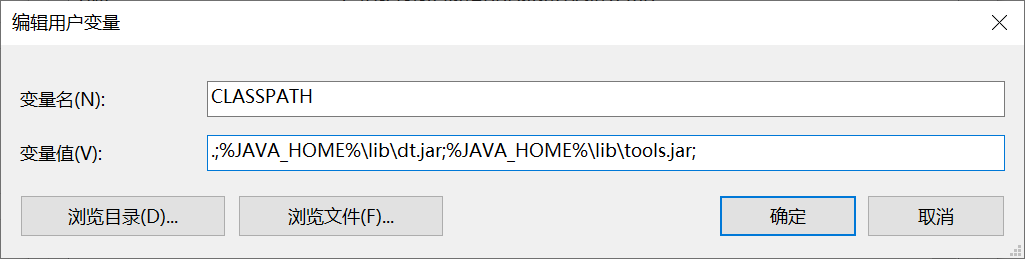 编辑用户变量
变量名(N):
CLASSPATH
变量值(V):
.;%JAVA_HOME%\lib\dt.jar;%JAVA_HOME%\lib\tools.jar;
浏览目录(D)...
浏览文件(F)...
确定
取消